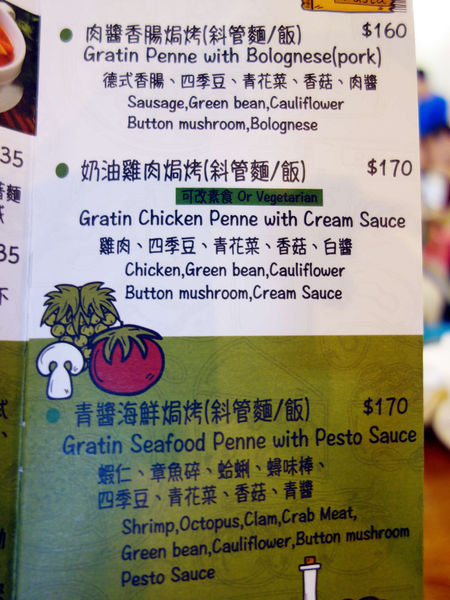 肉醬香腸焗烤(斜管麵/飯) $160
Gratin Penne with Bolognese(pork)
德式香腸、四季豆、青花菜、香菇、肉醬
Sausage,Green bean,Cauliflower
Button mushroom,Bolognese
奶油雞肉焗烤(斜管麵/飯) $170
可改素食 Or Vegetarian
Gratin Chicken Penne with Cream Sauce
雞肉、四季豆、青花菜、香菇、白醬
Chicken,Green bean,Cauliflower
Button mushroom,Cream Sauce
青醬海鮮焗烤(斜管麵/飯) $170
Gratin Seafood Penne with Pesto Sauce
蝦仁、章魚碎、蛤蜊、蟳味棒、
四季豆、青花菜、香菇、青醬
Shrimp,Octopus,Clam,Crab Meat,
Green bean,Cauliflower,Button mushroom
Pesto Sauce
35
麵
35
下